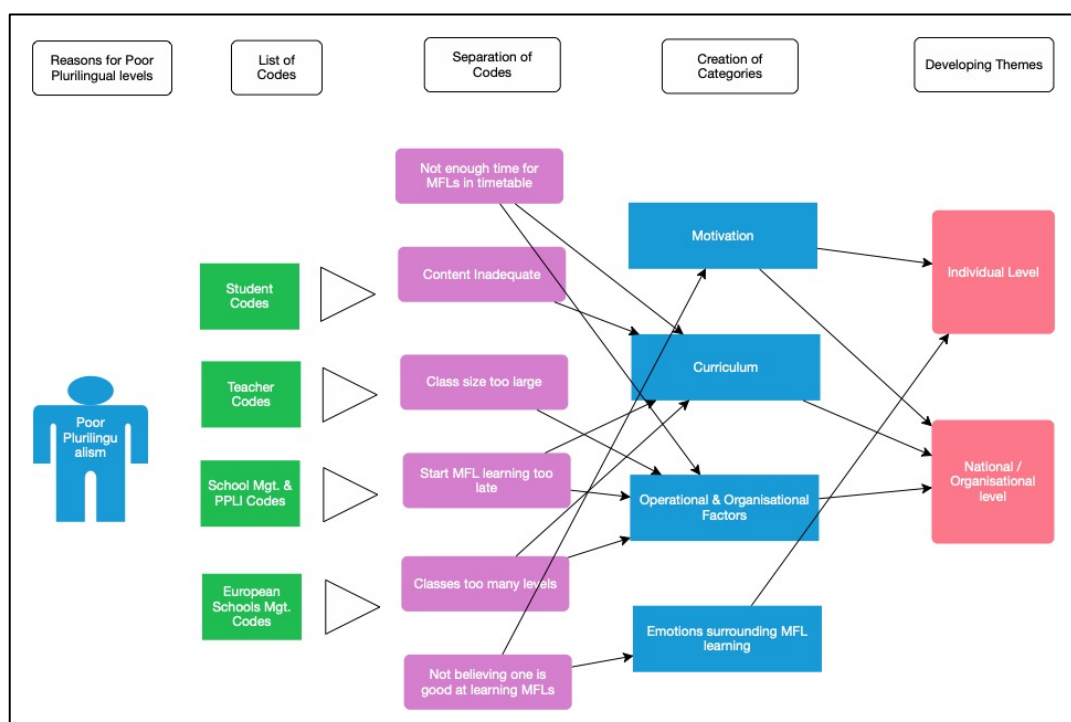 Reasons for Poor
Plurilingual levels
List of
Codes
Separation of
Codes
Creation of
Categories
Developing Themes
Not enough time for
MFLs in timetable
Motivation
Individual Level
Student
Codes
Content Inadequate
Curriculum
Teacher
Codes
Class size too large
Poor
Plurilingu
alism
National /
Organisational
level
School Mgt. &
PPLI Codes
Start MFL learning too
late
Operational & Organisational
Factors
European
Schools Mgt.
Codes
Classes too many levels
Emotions surrounding MFL
learning
Not believing one is
good at learning MFLs